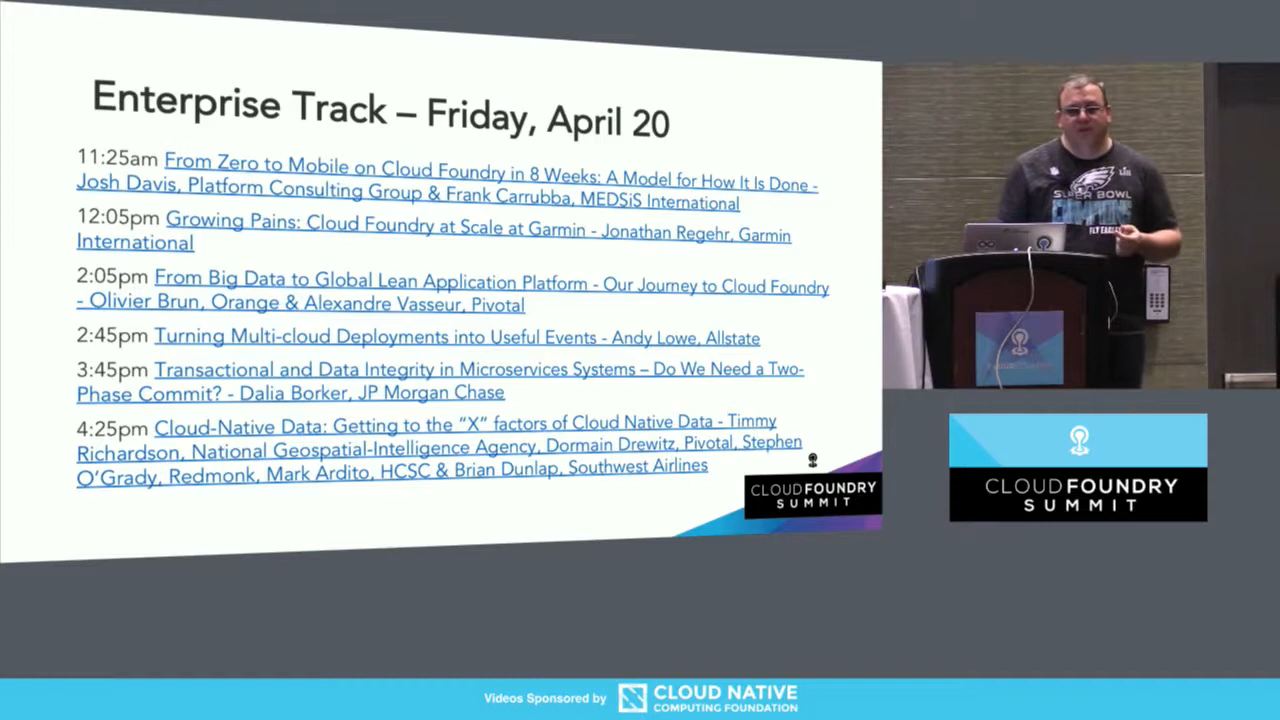 Enterprise Track – Friday, April 20
11:25am From Zero to Mobile on Cloud Foundry in 8 Weeks: A Model for How It Is Done -
Josh Davis, Platform Consulting Group & Frank Carrubba, MEDSiS International
12:05pm Growing Pains: Cloud Foundry at Scale at Garmin - Jonathan Regehr, Garmin
International
2:05pm From Big Data to Global Lean Application Platform - Our Journey to Cloud Foundry
- Olivier Brun, Orange & Alexandre Vasseur, Pivotal
2:45pm Turning Multi-cloud Deployments into Useful Events - Andy Lowe, Allstate
3:45pm Transactional and Data Integrity in Microservices Systems – Do We Need a Two-
Phase Commit? - Dalia Borker, JP Morgan Chase
4:25pm Cloud-Native Data: Getting to the “X” factors of Cloud Native Data - Timmy
Richardson, National Geospatial-Intelligence Agency, Dormain Drewitz, Pivotal, Stephen
O’Grady, Redmonk, Mark Ardito, HCSC & Brian Dunlap, Southwest Airlines
CLOUDFOUNDRY
SUMMIT
LII
SUPER BOWL
FLY EAGLES
CLOUDFOUNDRY
SUMMIT
Videos Sponsored by
CLOUD NATIVE
COMPUTING FOUNDATION